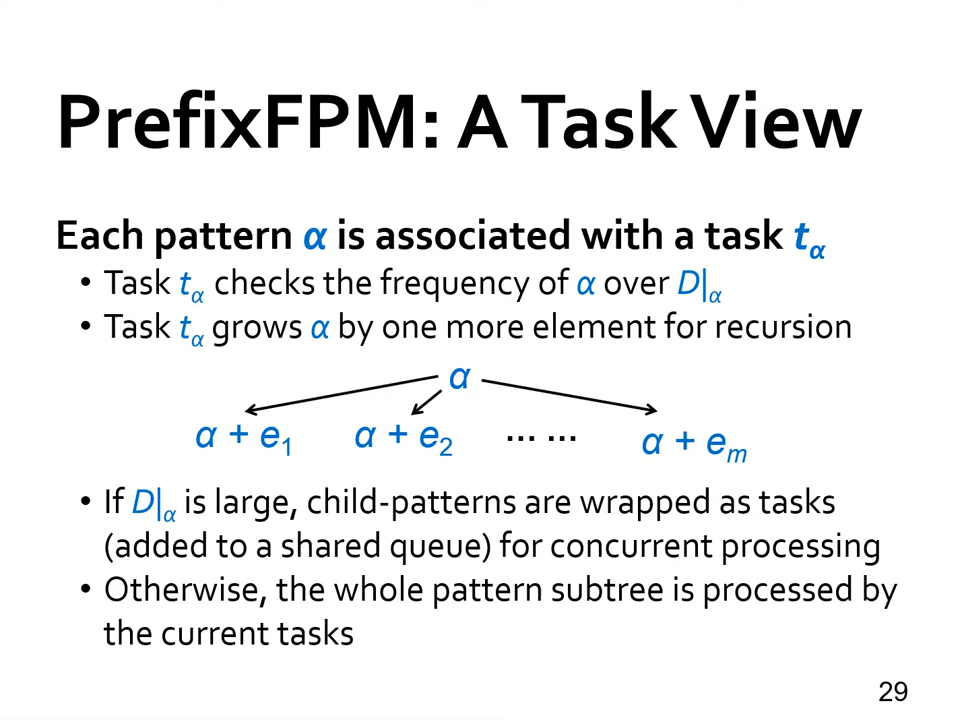 PrefixFPM: A Task View
Each pattern α is associated with a task tα
• Task tα checks the frequency of α over D|α
• Task tα grows α by one more element for recursion
α
α + e1 α + e2 ... ... α + em
• If D|α is large, child-patterns are wrapped as tasks
(added to a shared queue) for concurrent processing
• Otherwise, the whole pattern subtree is processed by
the current tasks
29